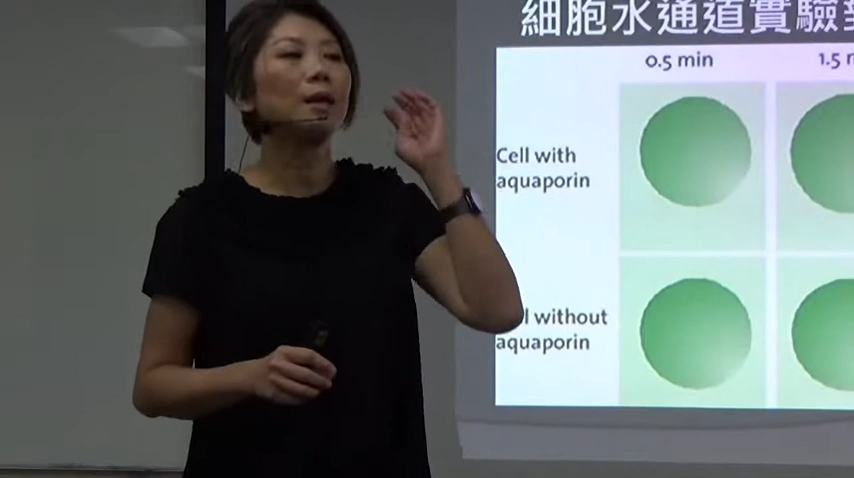 細胞水通道實驗
0.5 min
1.5
Cell with
aquaporin
without
aquaporin